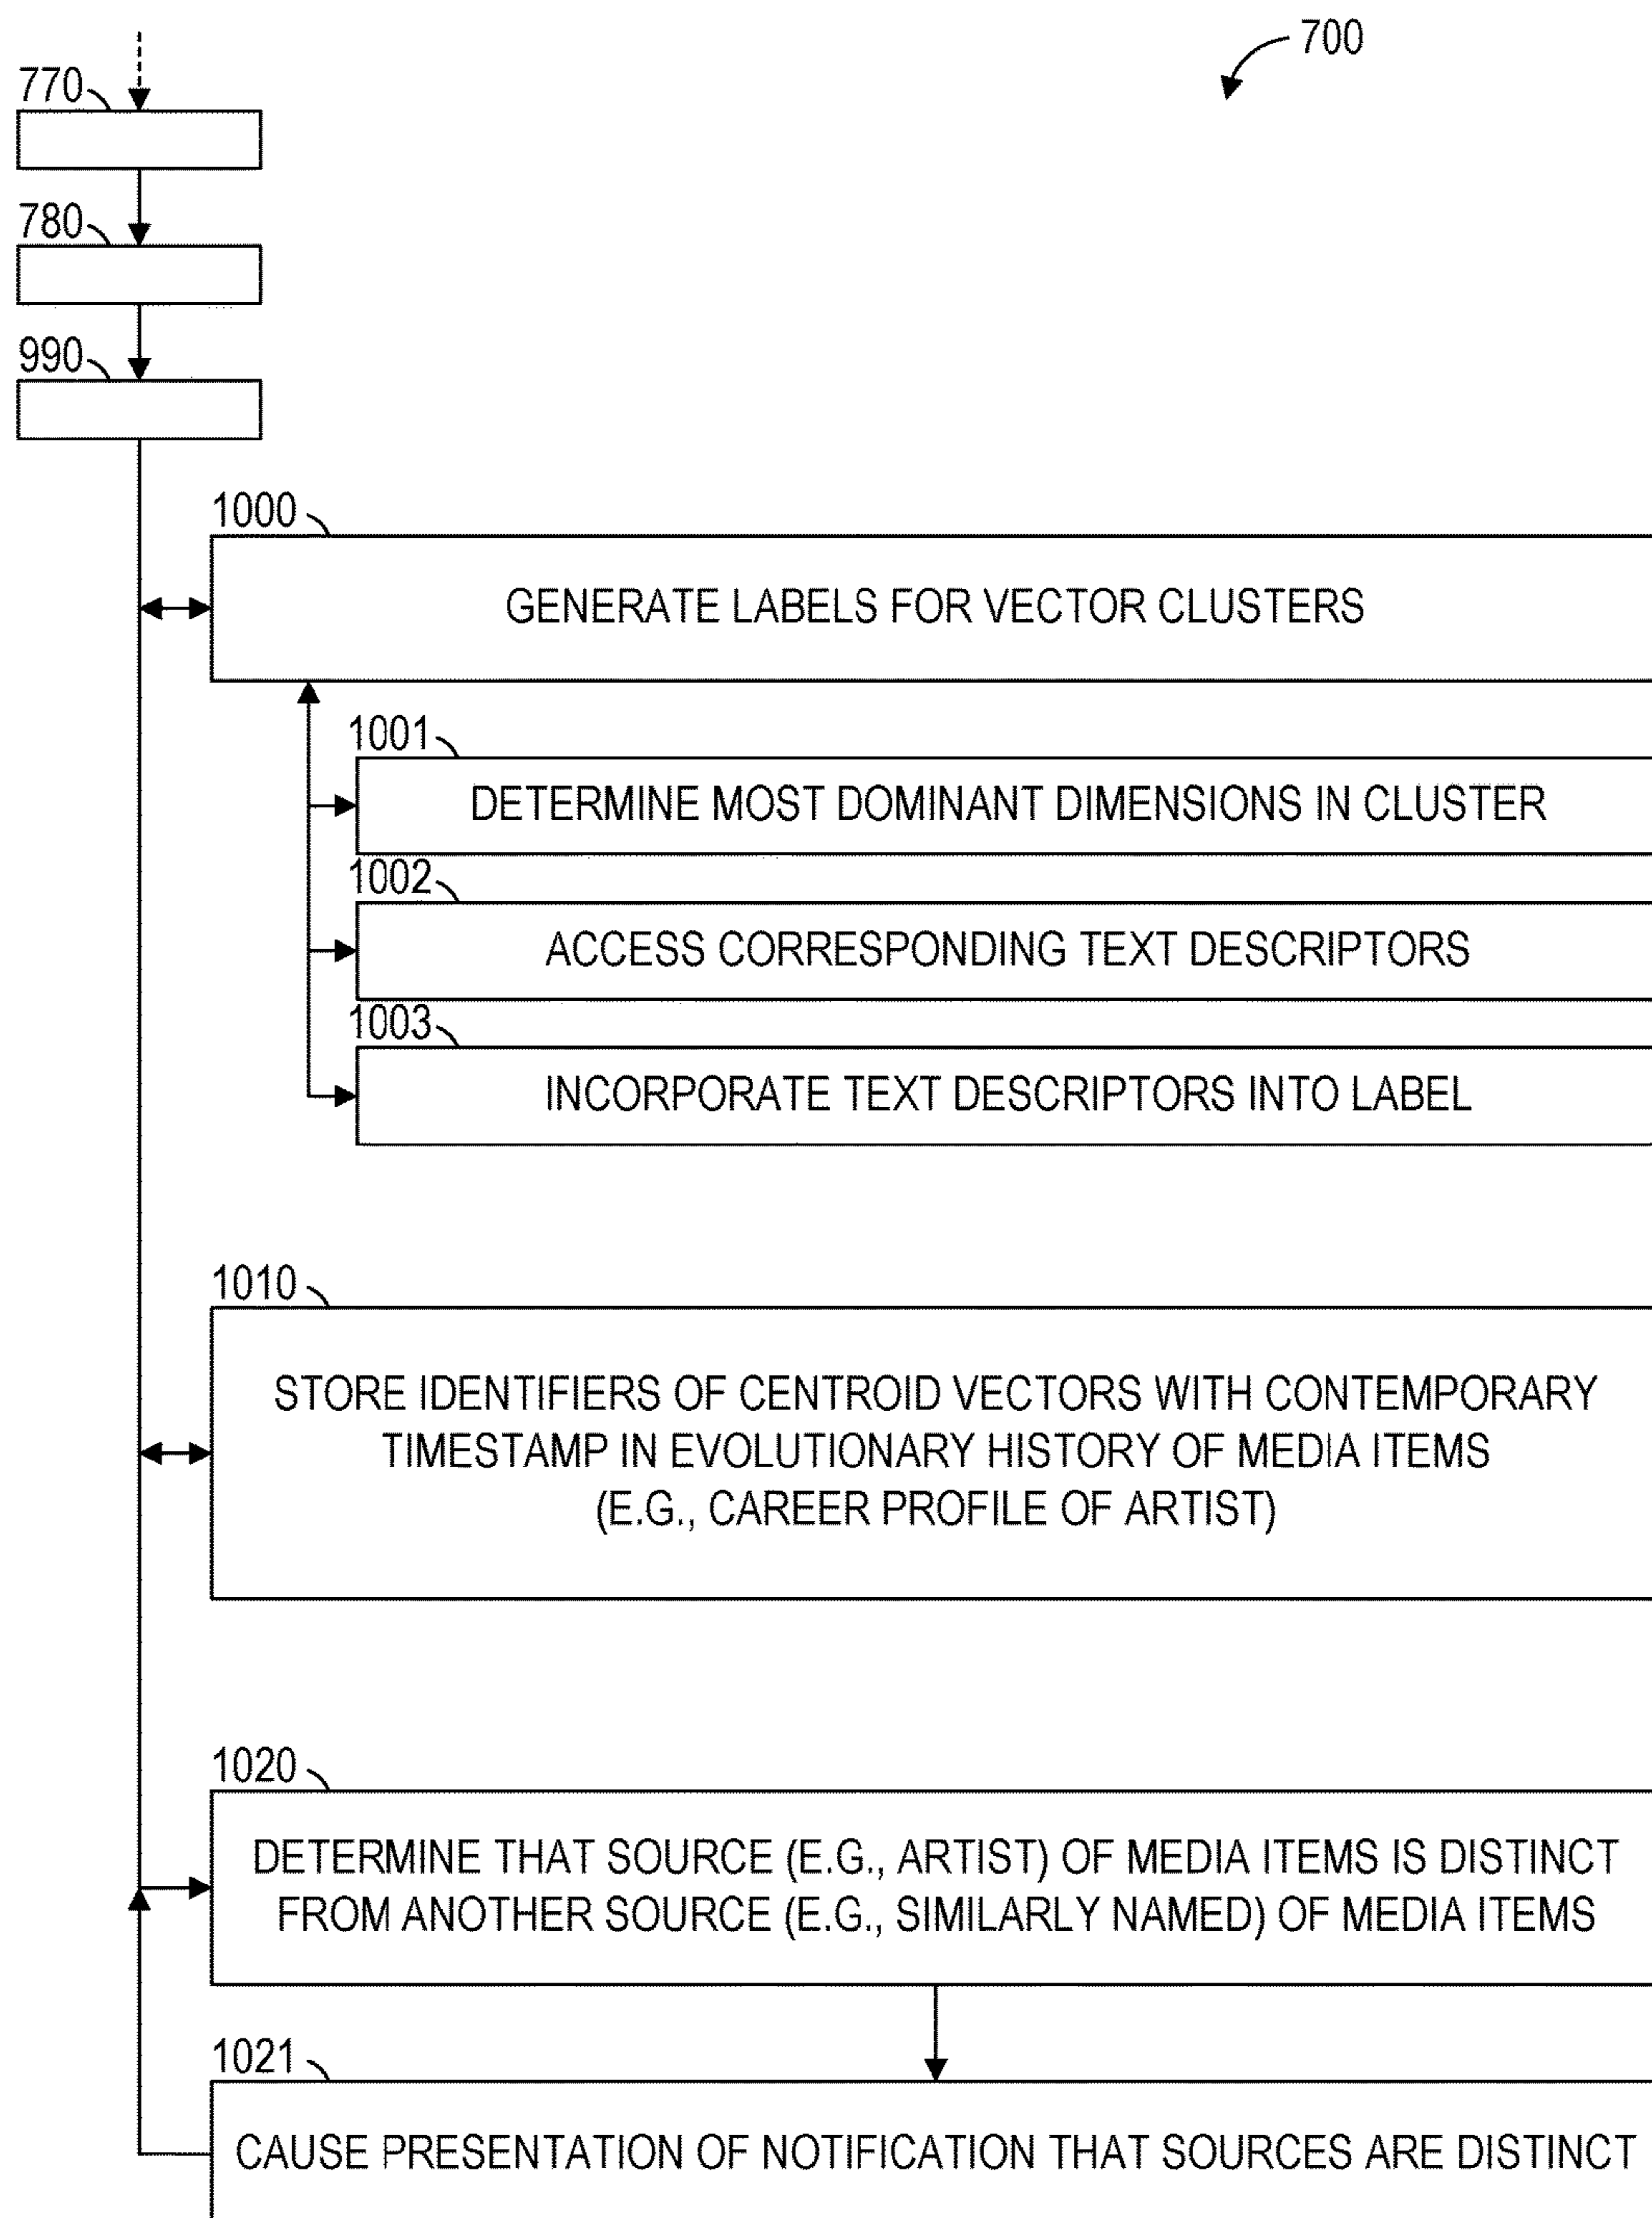 700
770
780
990
1000
GENERATE LABELS FOR VECTOR CLUSTERS
1001
DETERMINE MOST DOMINANT DIMENSIONS IN CLUSTER
1002
ACCESS CORRESPONDING TEXT DESCRIPTORS
1003
INCORPORATE TEXT DESCRIPTORS INTO LABEL
1010
STORE IDENTIFIERS OF CENTROID VECTORS WITH CONTEMPORARY
TIMESTAMP IN EVOLUTIONARY HISTORY OF MEDIA ITEMS
(E.G., CAREER PROFILE OF ARTIST)
1020
DETERMINE THAT SOURCE (E.G., ARTIST) OF MEDIA ITEMS IS DISTINCT
FROM ANOTHER SOURCE (E.G., SIMILARLY NAMED) OF MEDIA ITEMS
1021
CAUSE PRESENTATION OF NOTIFICATION THAT SOURCES ARE DISTINCT